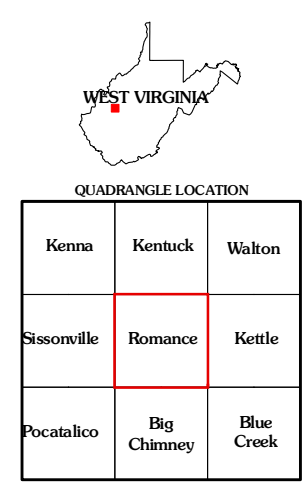 WEST VIRGINIA
QUADRANGLE LOCATION
Kenna Kentuck Walton
Sissonville Romance Kettle
Pocatalico Big Chimney Blue Creek